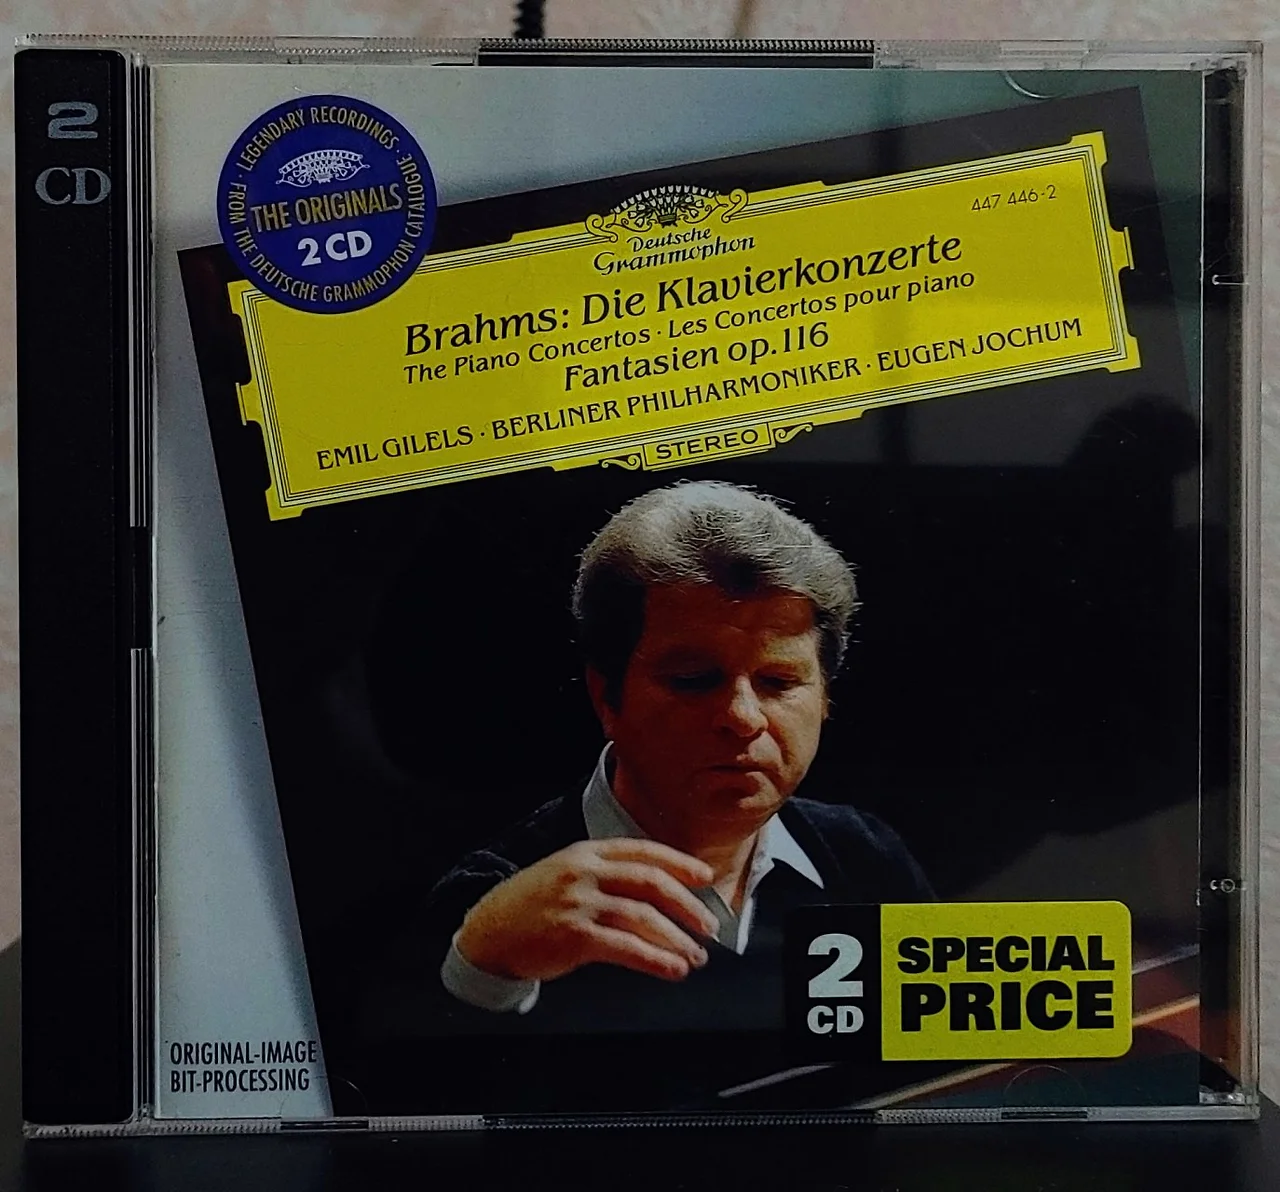 2
CD
· LEGENDARY RECORDINGS ·
FROM THE DEUTSCHE GRAMMOPHON CATALOGUE
THE ORIGINALS
2 CD
447 446-2
Deutsche
Grammophon
Brahms: Die Klavierkonzerte
The Piano Concertos · Les Concertos pour piano
Fantasien op. 116
EMIL GILELS · BERLINER PHILHARMONIKER · EUGEN JOCHUM
STEREO
2
CD
SPECIAL
PRICE
ORIGINAL-IMAGE
BIT-PROCESSING